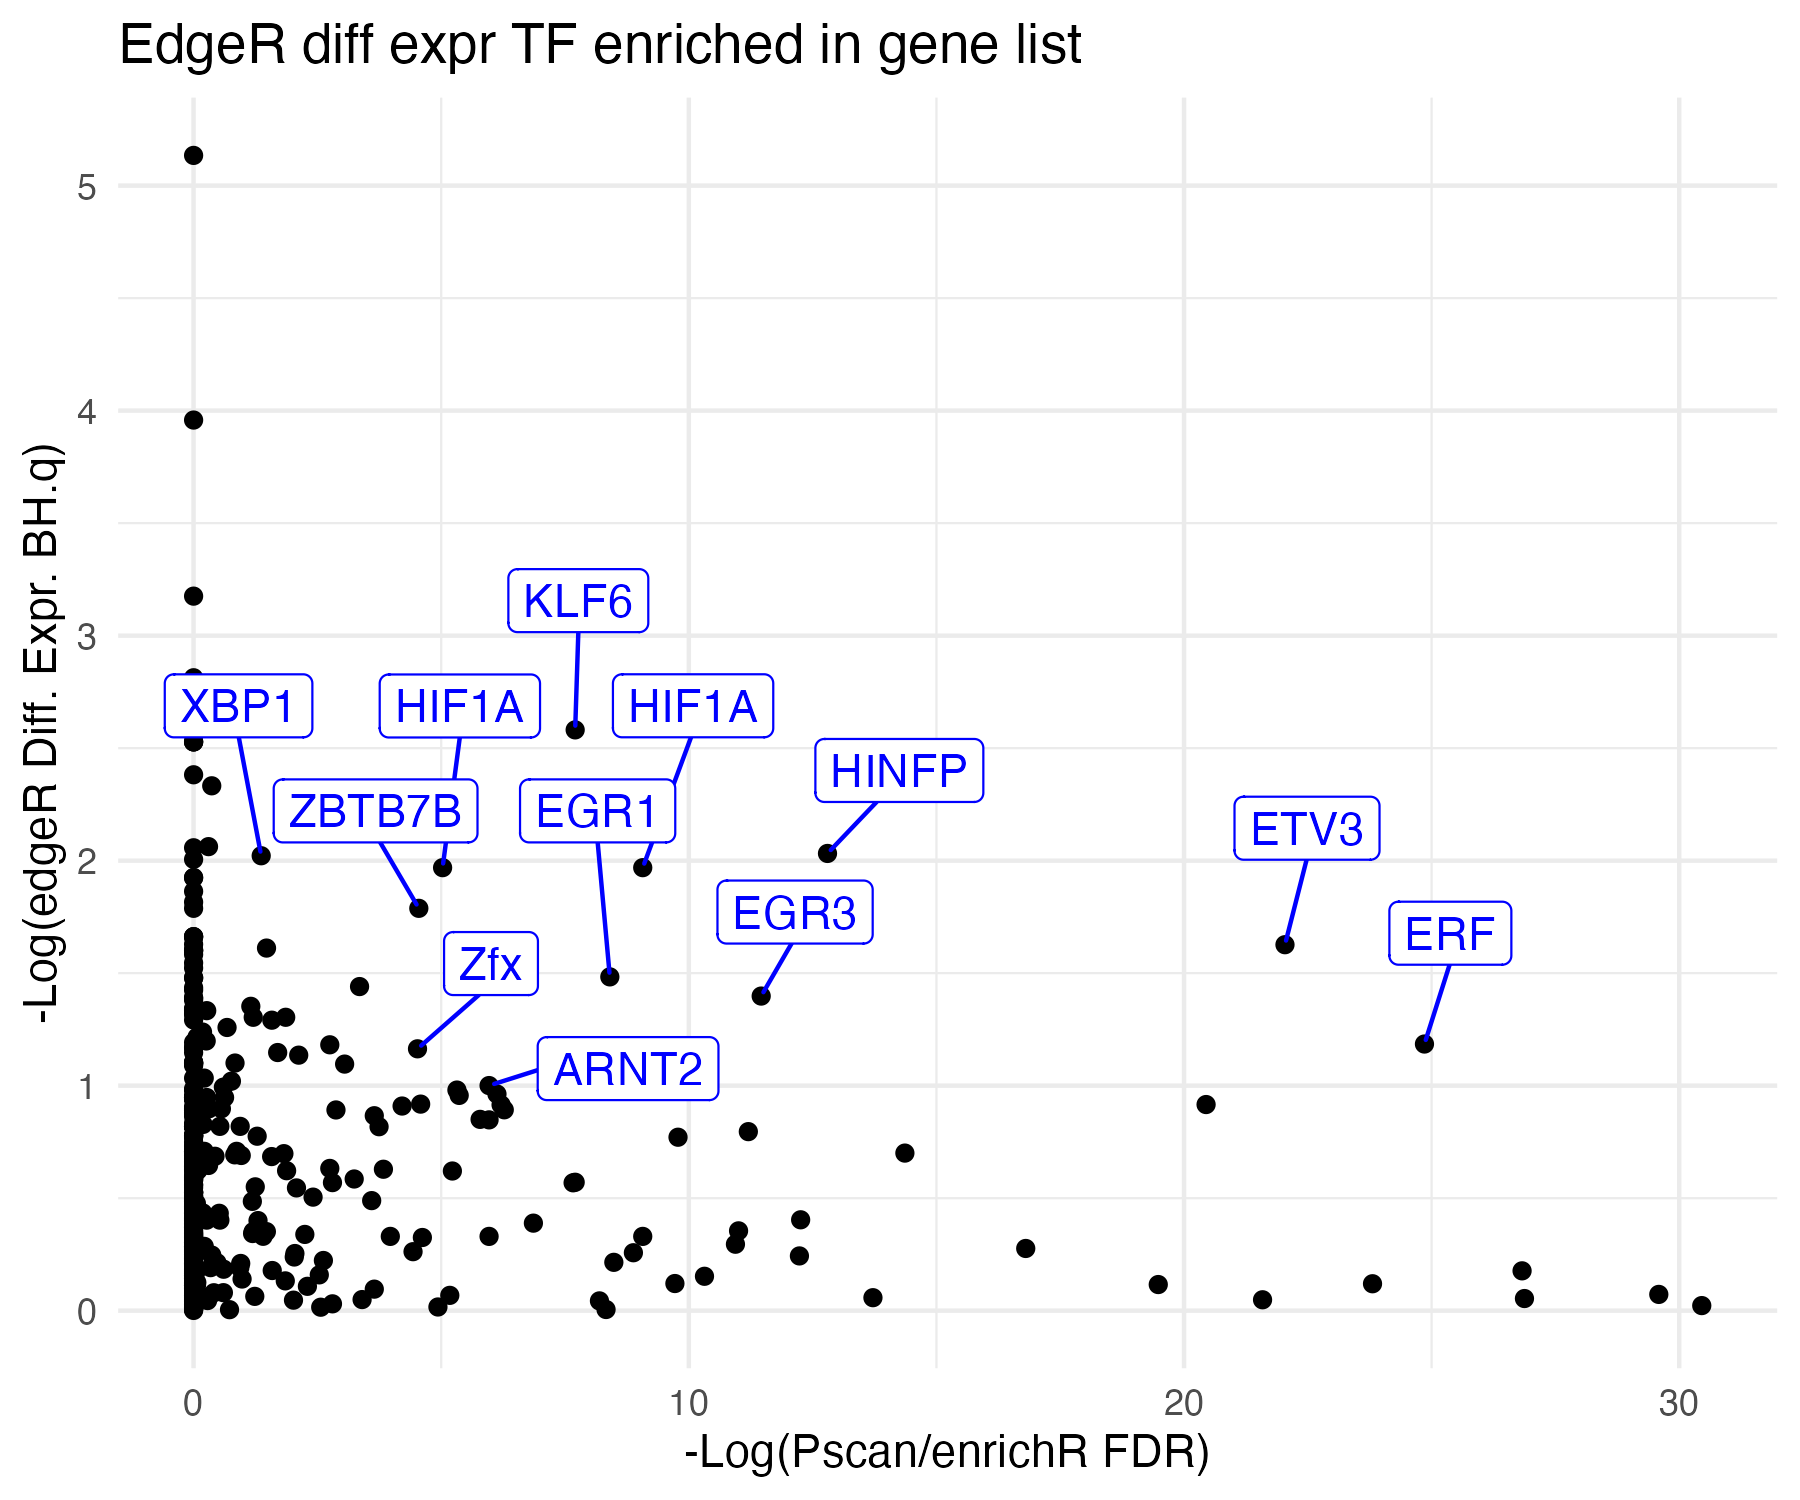 EdgeR diff expr TF enriched in gene list
-Log(edgeR Diff. Expr. BH.q)
5
4
3
2
1
0
KLF6
XBP1
HIF1A
HIF1A
HINFP
ZBTB7B
EGR1
ETV3
EGR3
ERF
Zfx
ARNT2
0
10
20
30
-Log(Pscan/enrichR FDR)